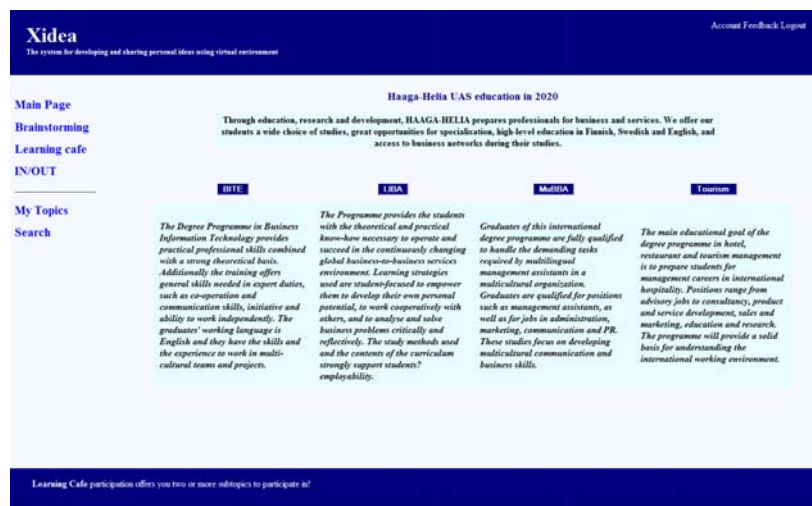 Xidea
The system for developing and sharing personal ideas using virtual environment
Account Feedback Logout
Main Page
Brainstorming
Learning cafe
IN/OUT
My Topics
Search
Haaga-Helia UAS education in 2020
Through education, research and development, HAAGA-HELIA prepares professionals for business and services. We offer our
students a wide choice of studies, great opportunities for specialisation, high-level education in Finnish, Swedish and English, and
access to business networks during their studies.
BITE
The Degree Programme in Business
Information Technology provides
practical professional skills combined
with a strong theoretical basis.
Additionally the training offers
general skills needed in expert duties,
such as co-operation and
communication skills, initiative and
ability to work independently. The
graduates' working language is
English and they have the skills and
the experience to work in multi-
cultural teams and projects.
LIBA
The Programme provides the students
with the theoretical and practical
know-how necessary to operate and
succeed in the continuously changing
global business-to-business services
environment. Learning strategies
used are student-focused to empower
them to develop their own personal
potential, to work cooperatively with
others, and to analyse and solve
business problems critically and
reflectively. The study methods used
and the contents of the curriculum
strongly support students?
employability.
MuBBA
Graduates of this international
degree programme are fully qualified
to handle the demanding tasks
required by multilingual
management assistants in a
multicultural organization.
Graduates are qualified for positions
such as management assistants, as
well as for jobs in administration,
marketing, communication and PR.
These studies focus on developing
multicultural communication and
business skills.
Tourism
The main educational goal of the
degree programme in hotel,
restaurant and tourism management
is to prepare students for
management careers in international
hospitality. Positions range from
advisory jobs to consultancy, product
and service development, sales and
marketing, education and research.
The programme will provide a solid
basis for understanding the
international working environment.
Learning Cafe participation offers you two or more subtopics to participate in!